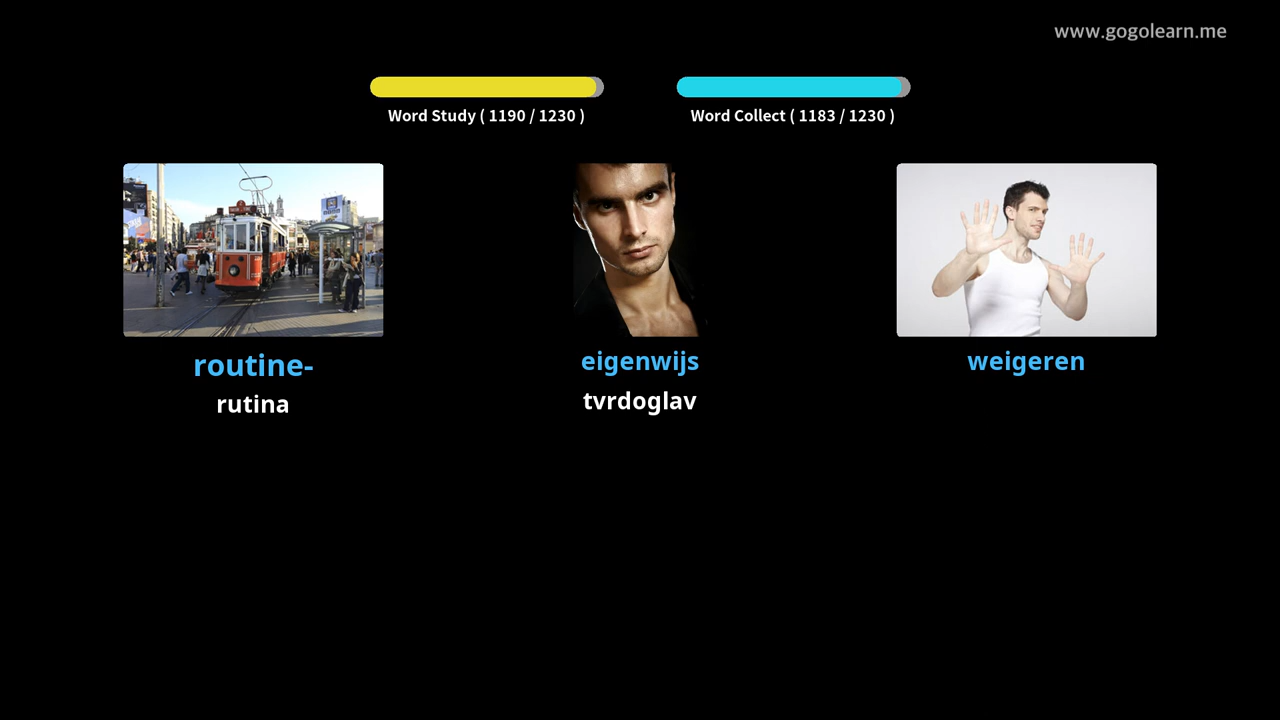 www.gogolearn.me
Word Study ( 1190 / 1230 )
Word Collect ( 1183 / 1230 )
routine-
eigenwijs
weigeren
rutina
tvrdoglav